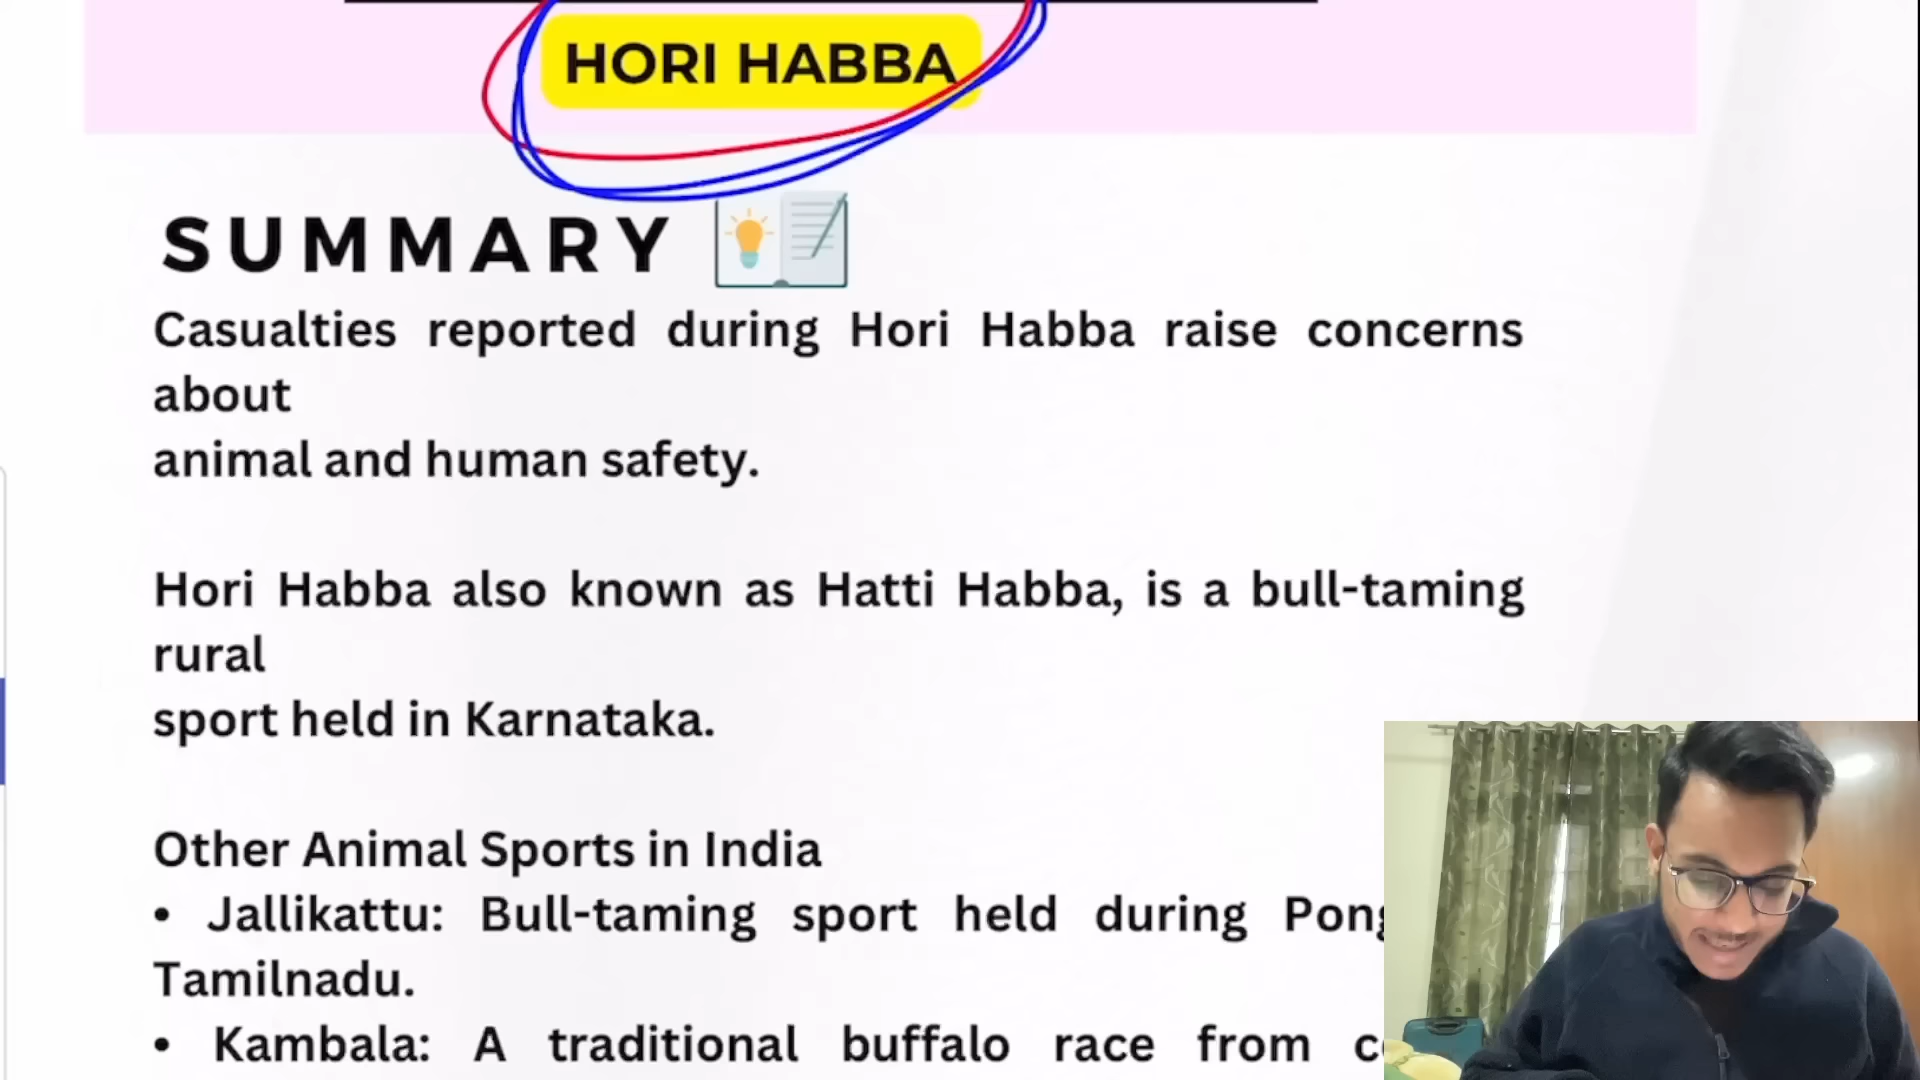 HORI HABBA
SUMMARY
Casualties reported during Hori Habba raise concerns
about
animal and human safety.
Hori Habba also known as Hatti Habba, is a bull-taming
rural
sport held in Karnataka.
Other Animal Sports in India
• Jallikattu: Bull-taming sport held during
Tamilnadu.
• Kambala: A traditional buffalo race from